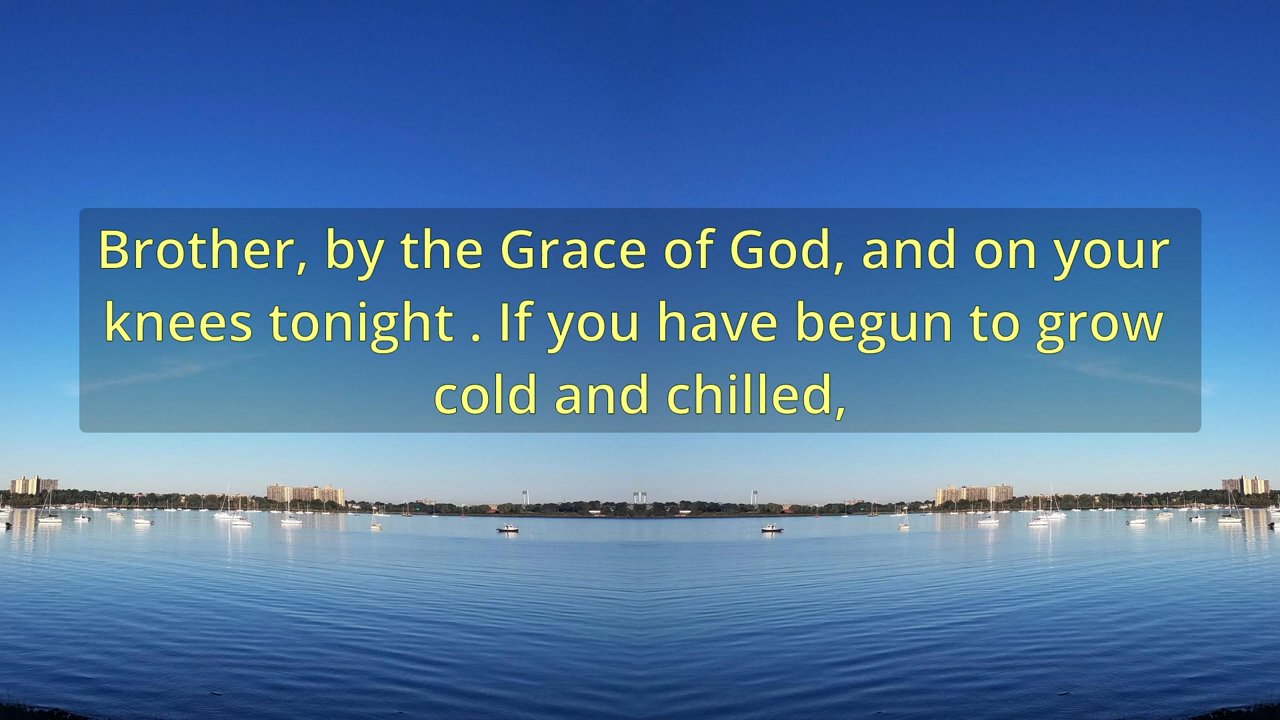 Brother, by the Grace of God, and on your
knees tonight . If you have begun to grow
cold and chilled,